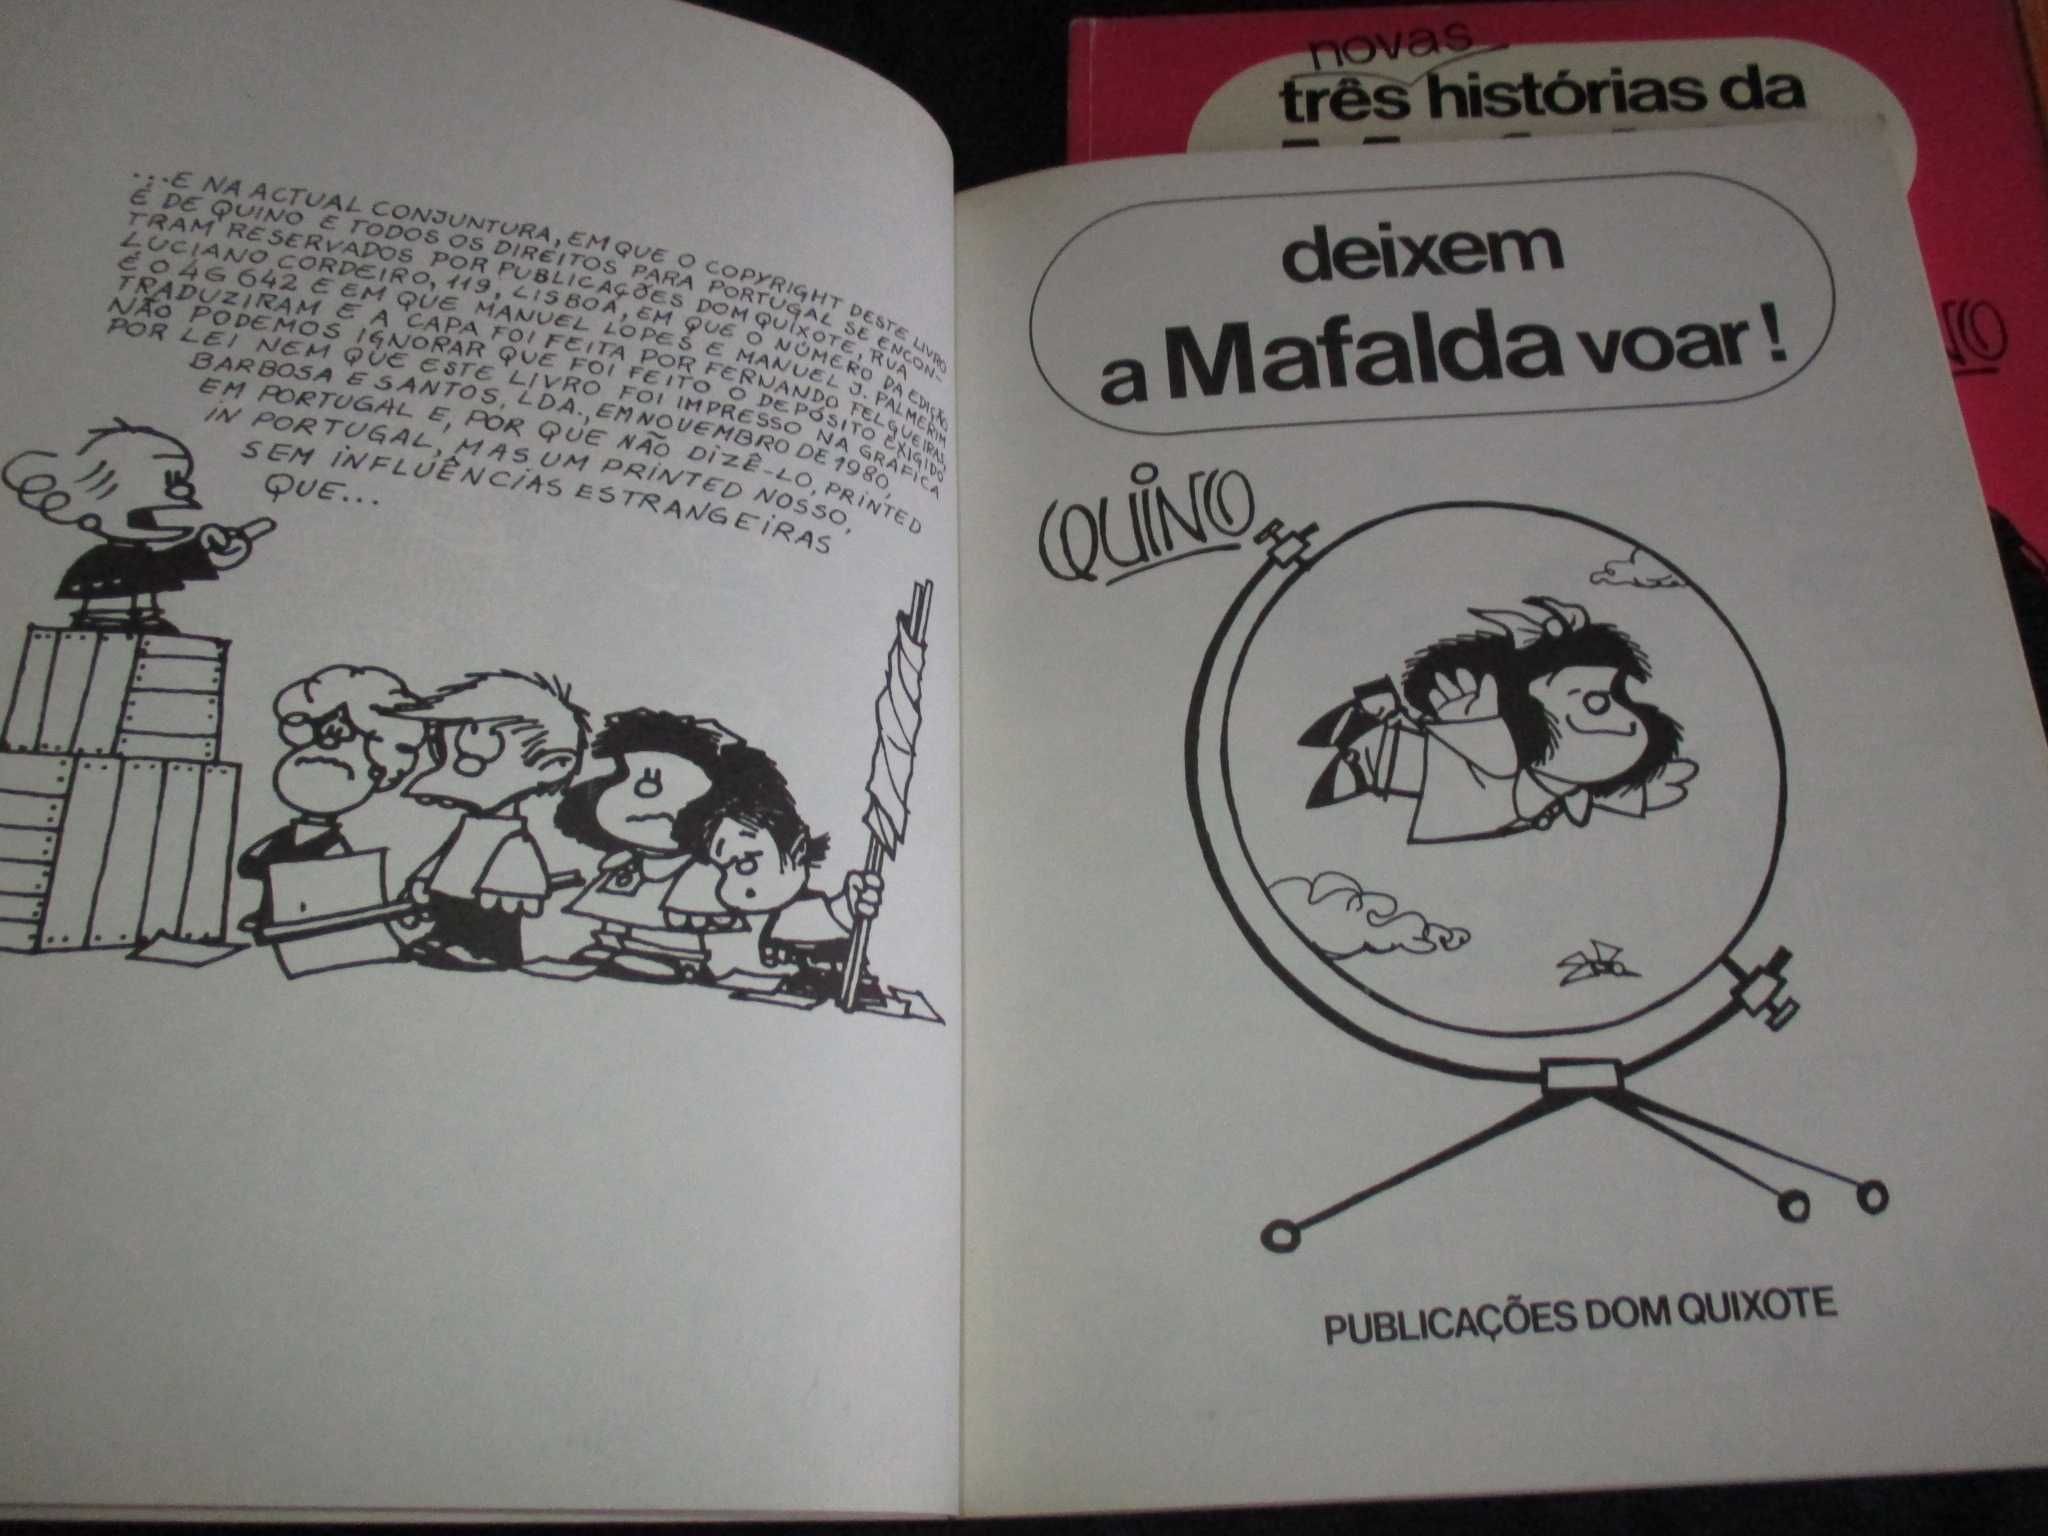 ...E NA ACTUAL CONJUNTURA, EM QUE O COPYRIGHT DESTE LIVRO
É DE QUINO E TODOS OS DIREITOS PARA PORTUGAL SE ENCON-
TRAM RESERVADOS POR PUBLICAÇÕES DOM QUIXOTE, RUA
LUCIANO CORDEIRO, 119, LISBOA, EM QUE O NÚMERO DA EDIÇÃO
É O 4G 642 E EM QUE MANUEL LOPES E MANUEL J. PALMERIM
TRADUZIRAM E A CAPA FOI FEITA POR FERNANDO FELGUEIRAS,
NÃO PODEMOS IGNORAR QUE FOI FEITO O DEPÓSITO EXIGIDO
POR LEI NEM QUE ESTE LIVRO FOI IMPRESSO NA GRÁFICA
BARBOSA E SANTOS, LDA., EM NOVEMBRO DE 1980,
EM PORTUGAL E, POR QUE NÃO DIZÊ-LO, PRINTED
IN PORTUGAL, MAS UM PRINTED NOSSO,
SEM INFLUÊNCIAS ESTRANGEIRAS
QUE...
novas
três histórias da
deixem
a Mafalda voar!
QUINO
PUBLICAÇÕES DOM QUIXOTE